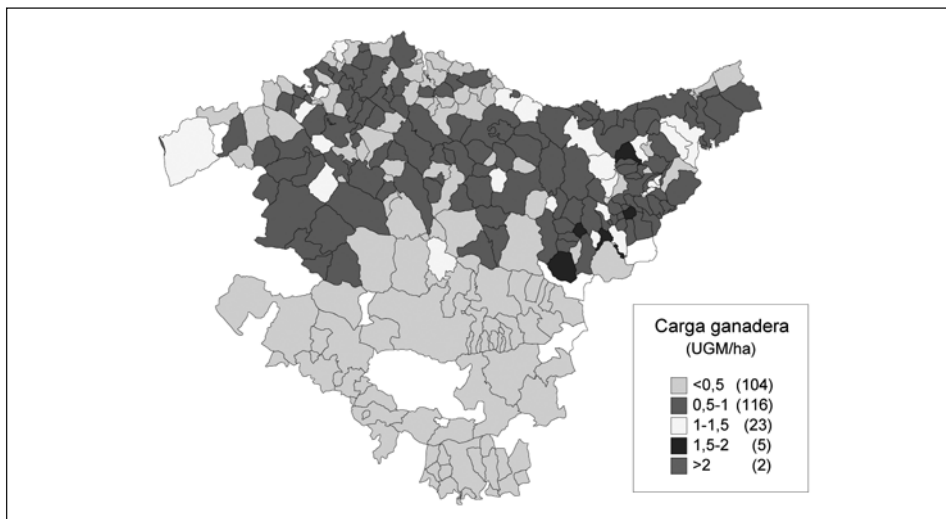 Carga ganadera
(UGM/ha)
<0,5 (104)
0,5-1 (116)
1-1,5 (23)
1,5-2 (5)
>2 (2)